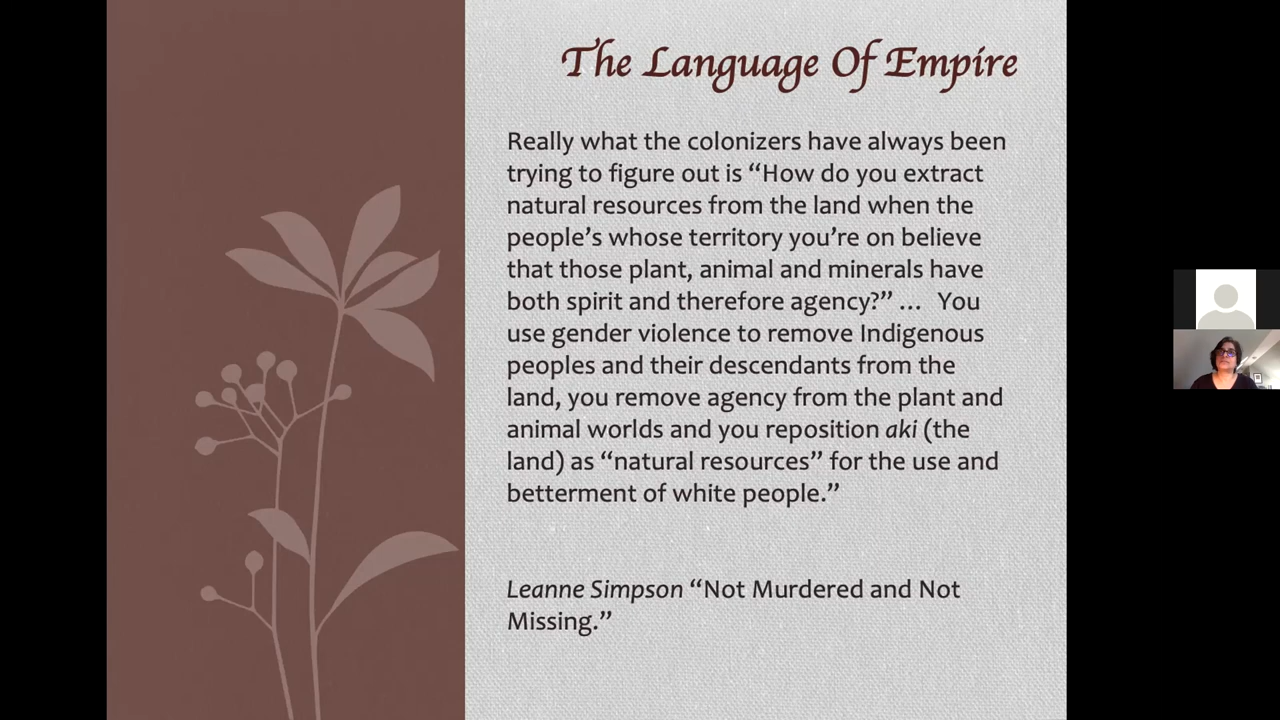 The Language Of Empire
Really what the colonizers have always been
trying to figure out is “How do you extract
natural resources from the land when the
people’s whose territory you’re on believe
that those plant, animal and minerals have
both spirit and therefore agency?” … You
use gender violence to remove Indigenous
peoples and their descendants from the
land, you remove agency from the plant and
animal worlds and you reposition aki (the
land) as “natural resources” for the use and
betterment of white people.”
Leanne Simpson “Not Murdered and Not
Missing.”